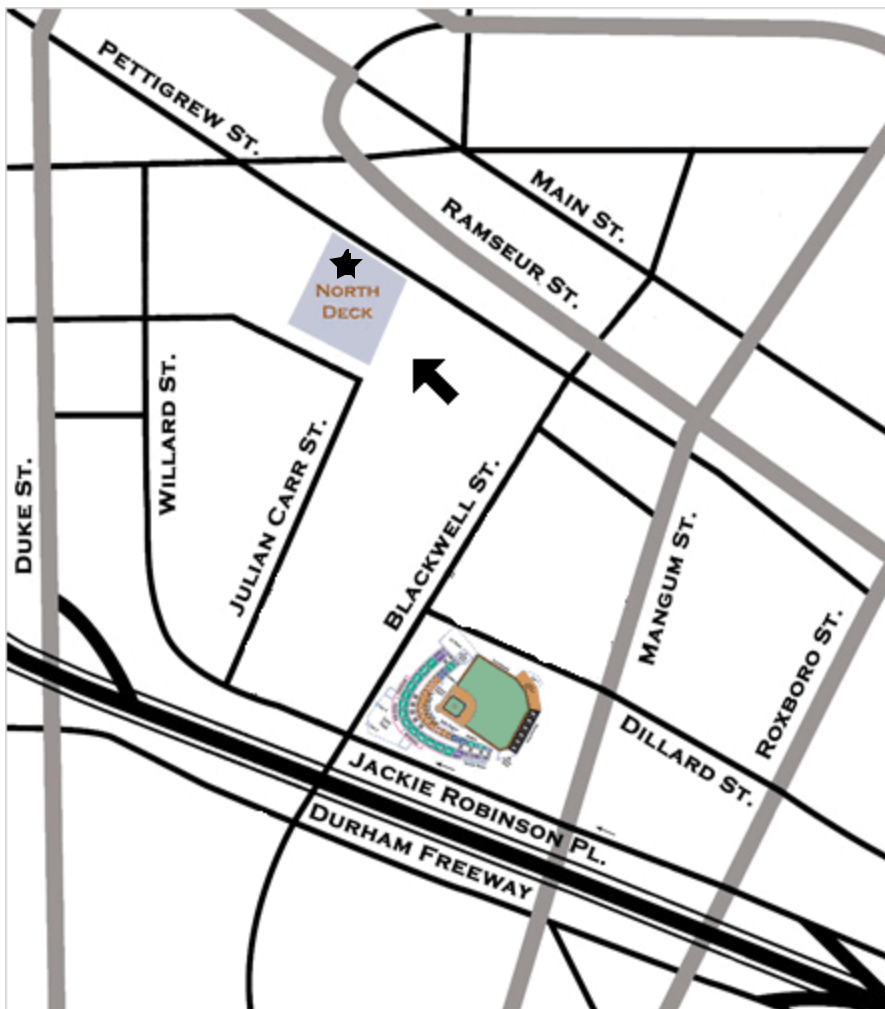 PETTIGREW ST.
MAIN ST.
RAMSEUR ST.
NORTH
DECK
WILLARD ST.
JULIAN CARR ST.
DUKE ST.
BLACKWELL ST.
MANGUM ST.
ROXBORO ST.
DILLARD ST.
JACKIE ROBINSON PL.
DURHAM FREEWAY